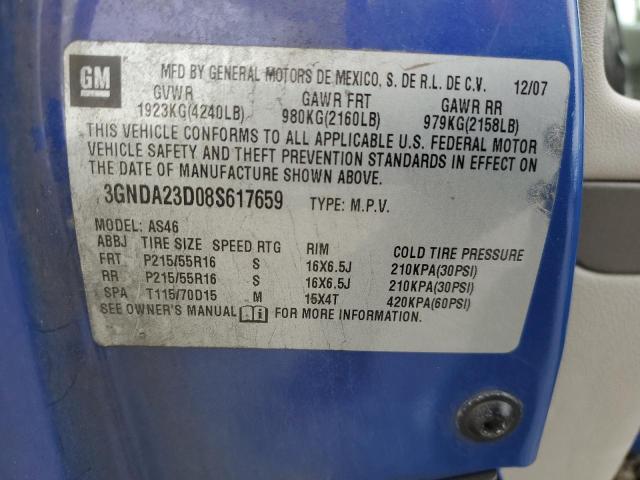 GM
MFD BY GENERAL MOTORS DE MEXICO, S. DE R.L. DE C.V. 12/07
GVWR GAWR FRT GAWR RR
1923KG(4240LB) 980KG(2160LB) 979KG(2158LB)
THIS VEHICLE CONFORMS TO ALL APPLICABLE U.S. FEDERAL MOTOR
VEHICLE SAFETY AND THEFT PREVENTION STANDARDS IN EFFECT ON
THE DATE OF MANUFACTURE SHOWN ABOVE.
3GNDA23D08S617659 TYPE: M.P.V.
MODEL: AS46
ABBJ TIRE SIZE SPEED RTG RIM COLD TIRE PRESSURE
FRT P215/55R16 S 16X6.5J 210KPA(30PSI)
RR P215/55R16 S 16X6.5J 210KPA(30PSI)
SPA T115/70D15 M 15X4T 420KPA(60PSI)
SEE OWNER'S MANUAL i FOR MORE INFORMATION.